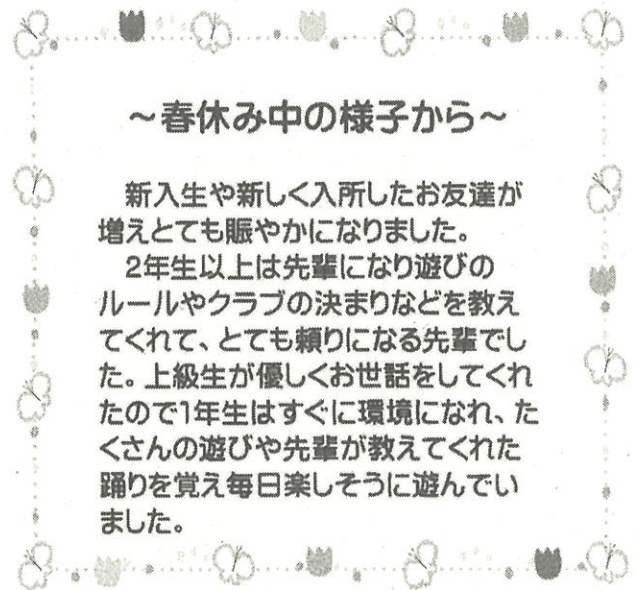 ～春休み中の様子から～
新入生や新しく入所したお友達が
増えとても賑やかになりました。
2年生以上は先輩になり遊びの
ルールやクラブの決まりなどを教え
てくれて、とても頼りになる先輩でし
た。上級生が優しくお世話をしてくれ
たので1年生はすぐに環境になれ、た
くさんの遊びや先輩が教えてくれた
踊りを覚え毎日楽しそうに遊んでい
ました。